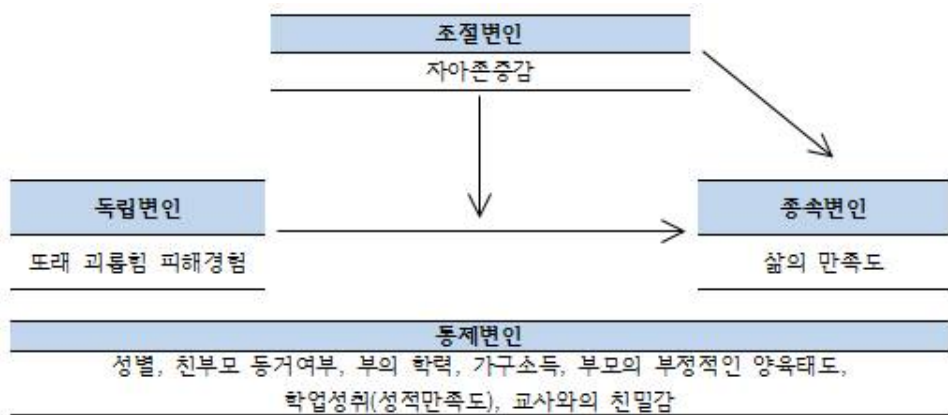 조절변인
자아존중감
독립변인
또래 괴롭힘 피해경험
종속변인
삶의 만족도
통제변인
성별, 친부모 동거여부, 부의 학력, 가구소득, 부모의 부정적인 양육태도,
학업성취(성적만족도), 교사와의 친밀감